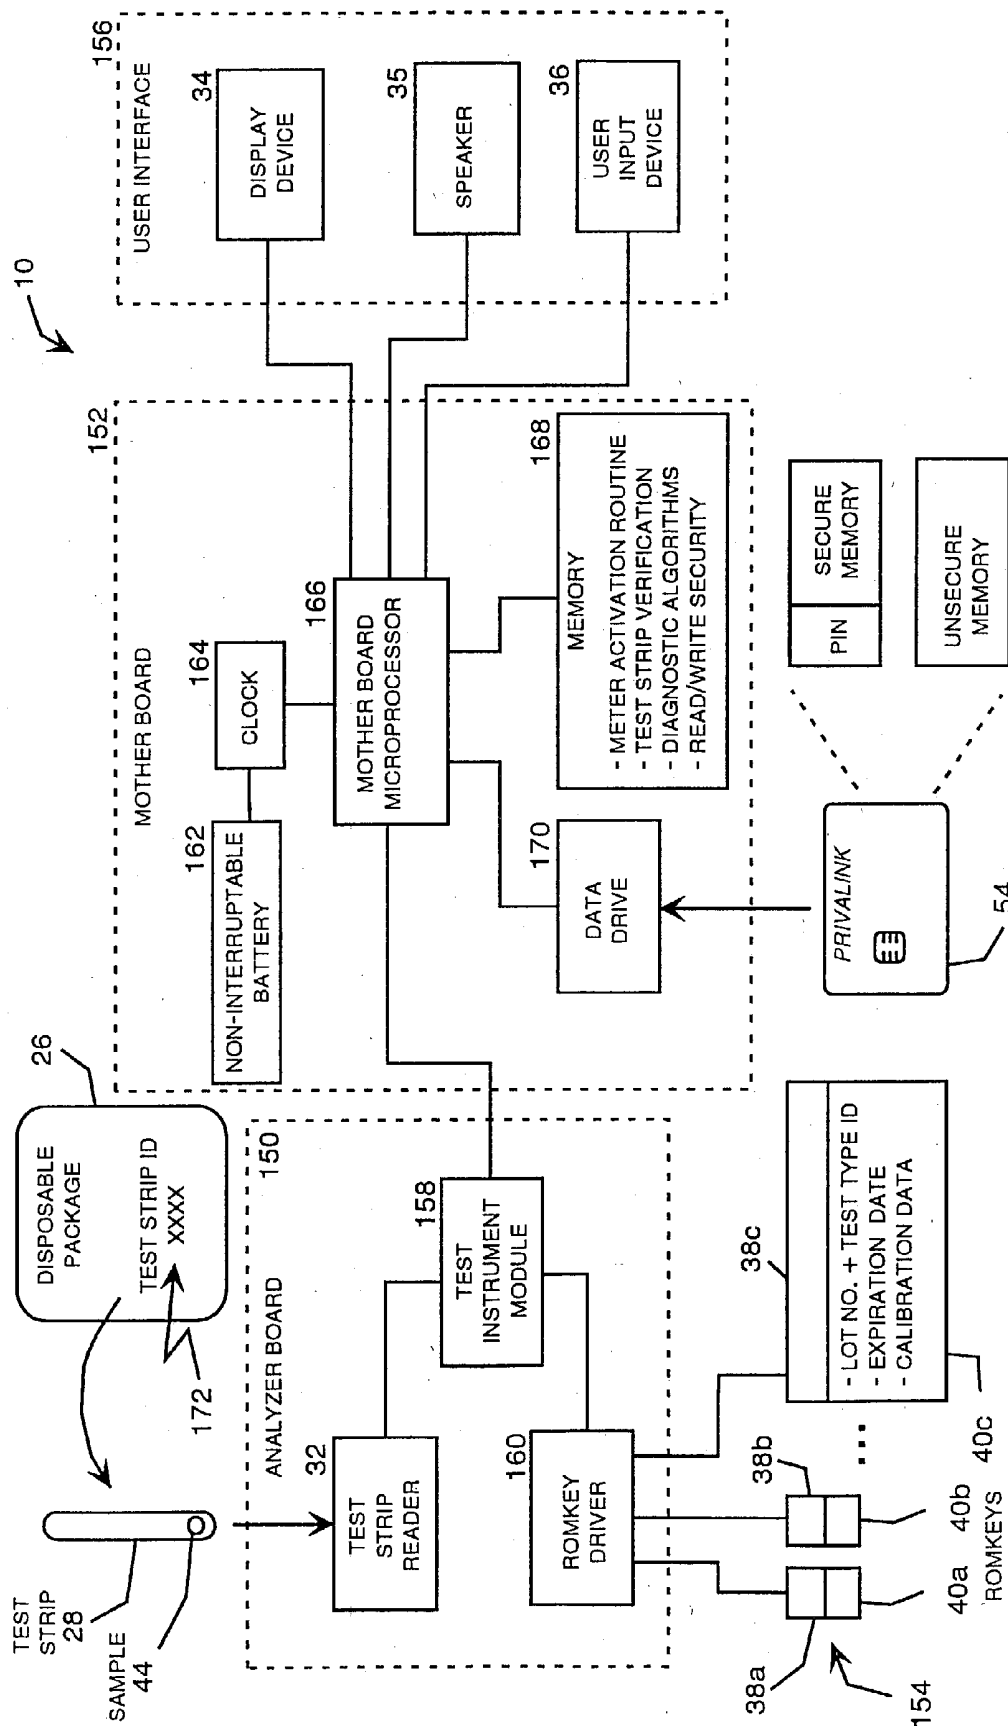 10
TEST
STRIP
28
SAMPLE
44
DISPOSABLE
PACKAGE
TEST STRIP ID
XXXX
26
172
ANALYZER BOARD
150
32
TEST
STRIP
READER
158
TEST
INSTRUMENT
MODULE
160
ROMKEY
DRIVER
38a
38b
38c
- LOT NO. + TEST TYPE ID
- EXPIRATION DATE
- CALIBRATION DATA
...
154
40a
40b
40c
ROMKEYS
MOTHER BOARD
152
162
NON-INTERRUPTABLE
BATTERY
164
CLOCK
166
MOTHER BOARD
MICROPROCESSOR
168
MEMORY
- METER ACTIVATION ROUTINE
- TEST STRIP VERIFICATION
- DIAGNOSTIC ALGORITHMS
- READ/WRITE SECURITY
170
DATA
DRIVE
PRIVALINK
54
PIN
SECURE
MEMORY
UNSECURE
MEMORY
USER INTERFACE
156
34
DISPLAY
DEVICE
35
SPEAKER
36
USER
INPUT
DEVICE